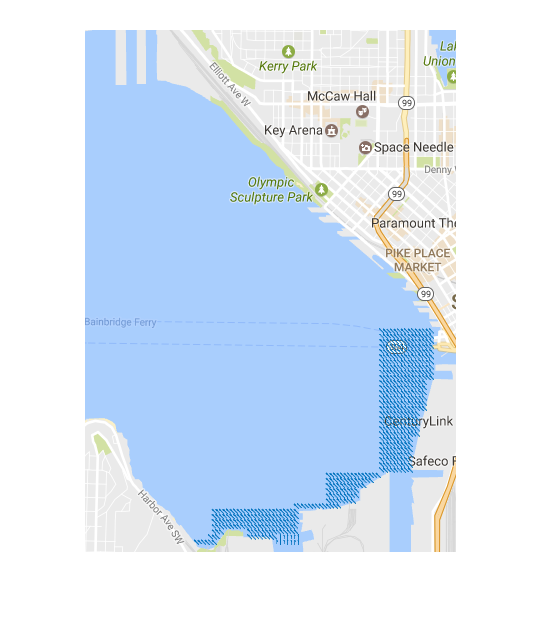 Lak
Union
Kerry Park
Elliott Ave W
McCaw Hall
99
Key Arena
Space Needle
Denny
Olympic
Sculpture Park
99
Paramount The
PIKE PLACE
MARKET
99
S
Bainbridge Ferry
304
CenturyLink
Safeco F
Harbor Ave SW